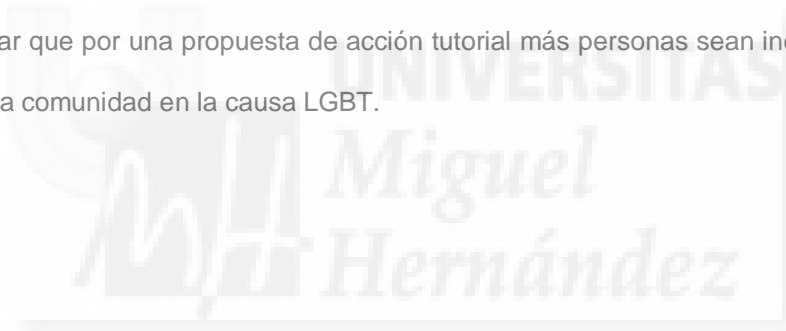 ar que por una propuesta de acción tutorial más personas sean in
a comunidad en la causa LGBT.
UNIVERSITAS
Miguel
Hernández